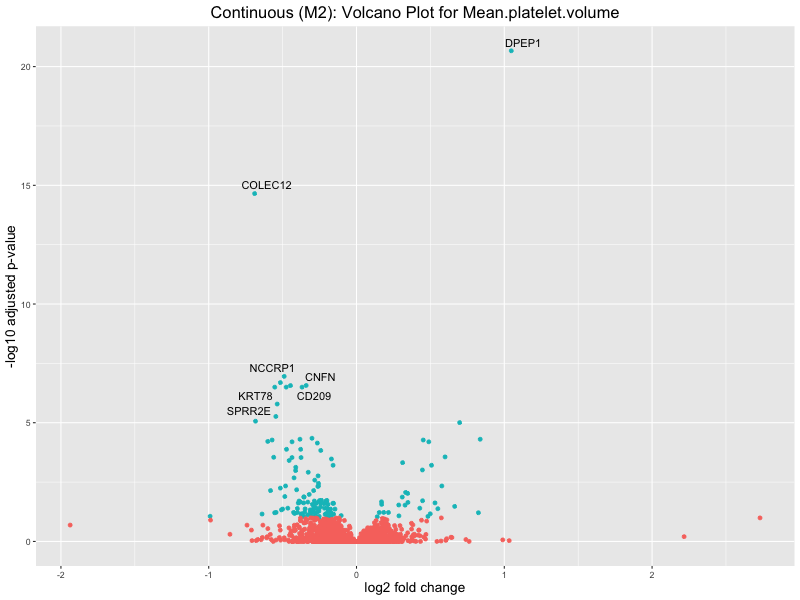 Continuous (M2): Volcano Plot for Mean.platelet.volume
DPEP1
20
COLEC12
15
-log10 adjusted p-value
10
NCCRP1
CNFN
KRT78
CD209
SPRR2E
5
0
-2
-1
0
1
2
log2 fold change